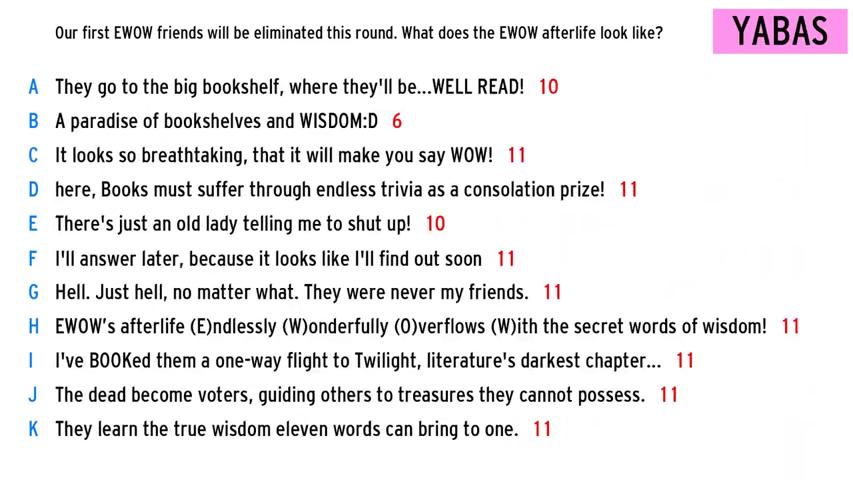 Our first EWOW friends will be eliminated this round. What does the EWOW afterlife look like?
YABAS
A They go to the big bookshelf, where they'll be...WELL READ! 10
B A paradise of bookshelves and WISDOM:D 6
C It looks so breathtaking, that it will make you say WOW! 11
D here, Books must suffer through endless trivia as a consolation prize! 11
E There's just an old lady telling me to shut up! 10
F I'll answer later, because it looks like I'll find out soon 11
G Hell. Just hell, no matter what. They were never my friends. 11
H EWOW's afterlife (E)ndlessly (W)onderfully (O)verflows (W)ith the secret words of wisdom! 11
I I've BOOKed them a one-way flight to Twilight, literature's darkest chapter... 11
J The dead become voters, guiding others to treasures they cannot possess. 11
K They learn the true wisdom eleven words can bring to one. 11